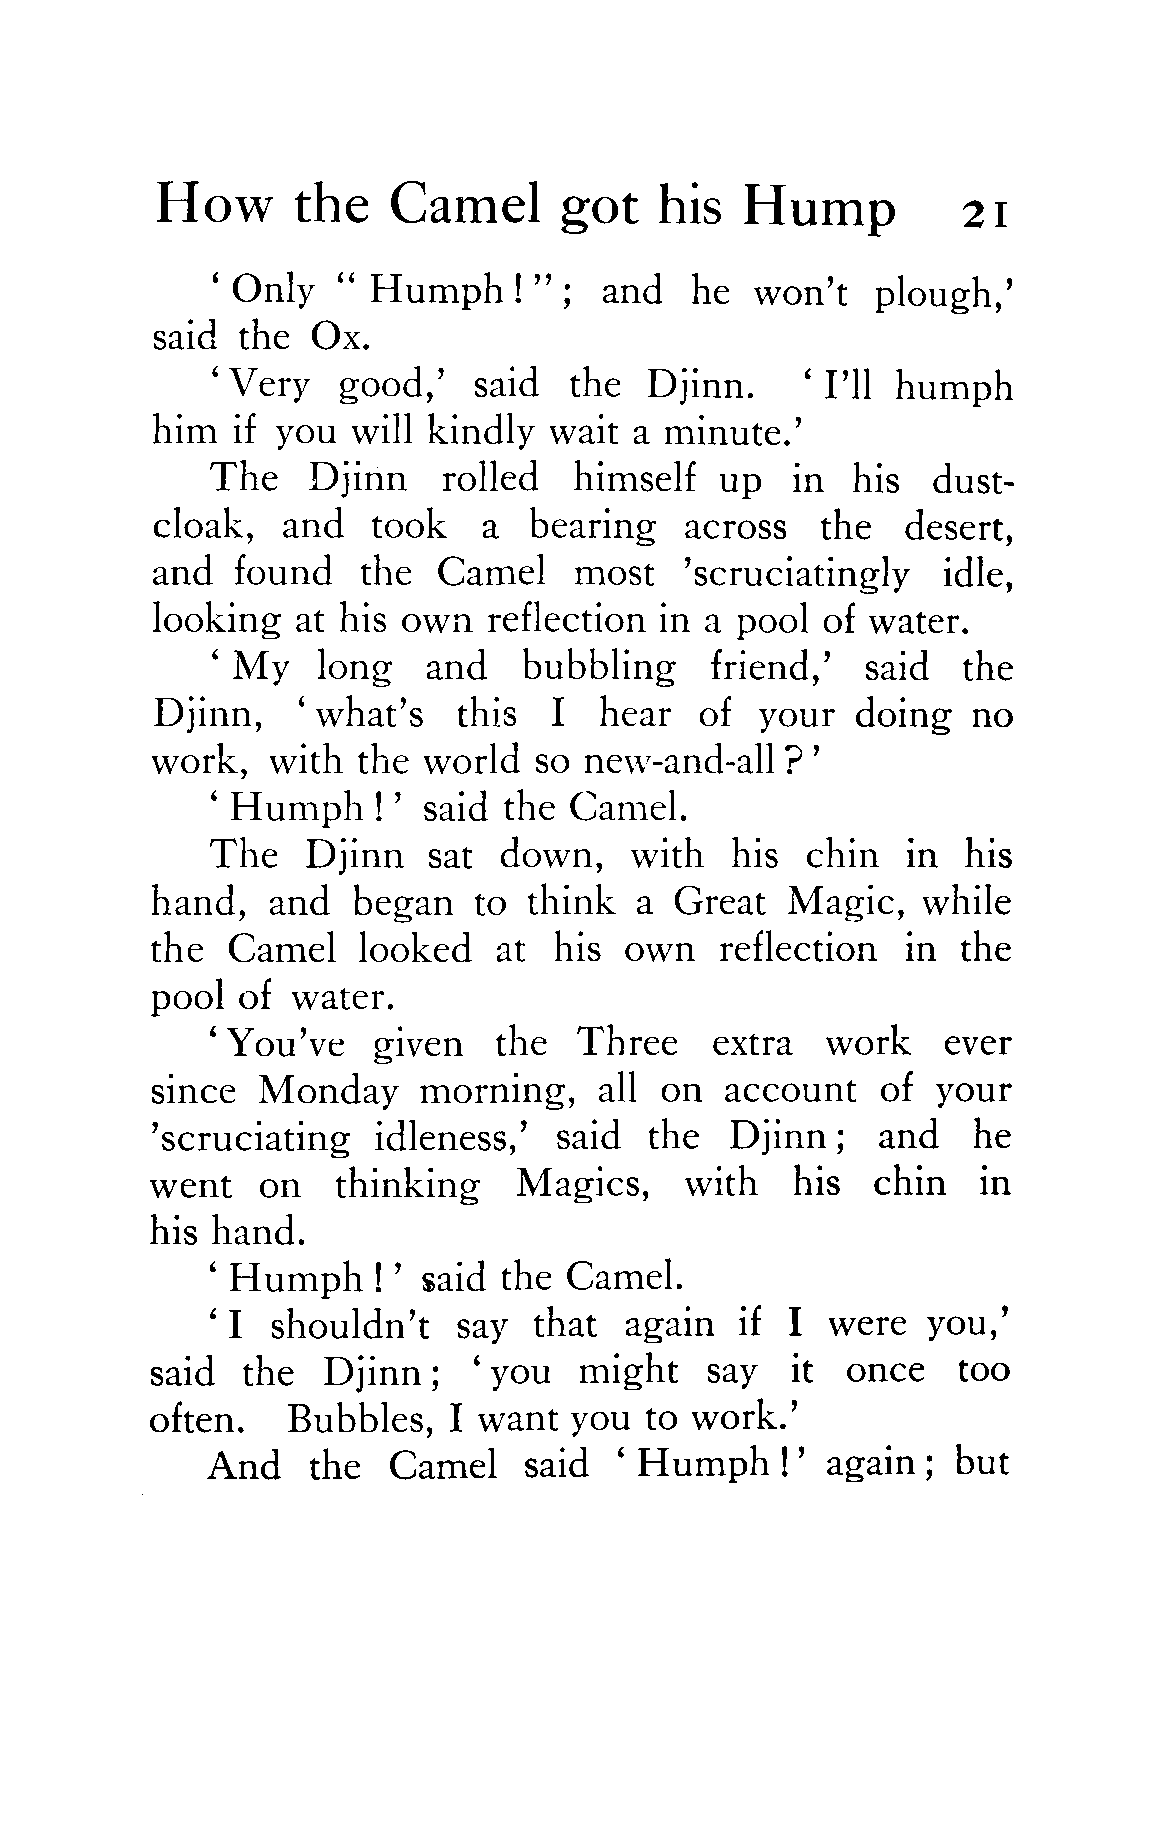 How the Camel got his Hump 21
‘ Only “ Humph ! ” ; and he won’t plough,’
said the Ox.
‘ Very good,’ said the Djinn. ‘ I’ll humph
him if you will kindly wait a minute.’
The Djinn rolled himself up in his dust-
cloak, and took a bearing across the desert,
and found the Camel most ’scruciatingly idle,
looking at his own reflection in a pool of water.
‘ My long and bubbling friend,’ said the
Djinn, ‘ what’s this I hear of your doing no
work, with the world so new-and-all ? ’
‘ Humph ! ’ said the Camel.
The Djinn sat down, with his chin in his
hand, and began to think a Great Magic, while
the Camel looked at his own reflection in the
pool of water.
‘ You’ve given the Three extra work ever
since Monday morning, all on account of your
’scruciating idleness,’ said the Djinn ; and he
went on thinking Magics, with his chin in
his hand.
‘ Humph ! ’ said the Camel.
‘ I shouldn’t say that again if I were you,’
said the Djinn ; ‘ you might say it once too
often. Bubbles, I want you to work.’
And the Camel said ‘ Humph ! ’ again ; but